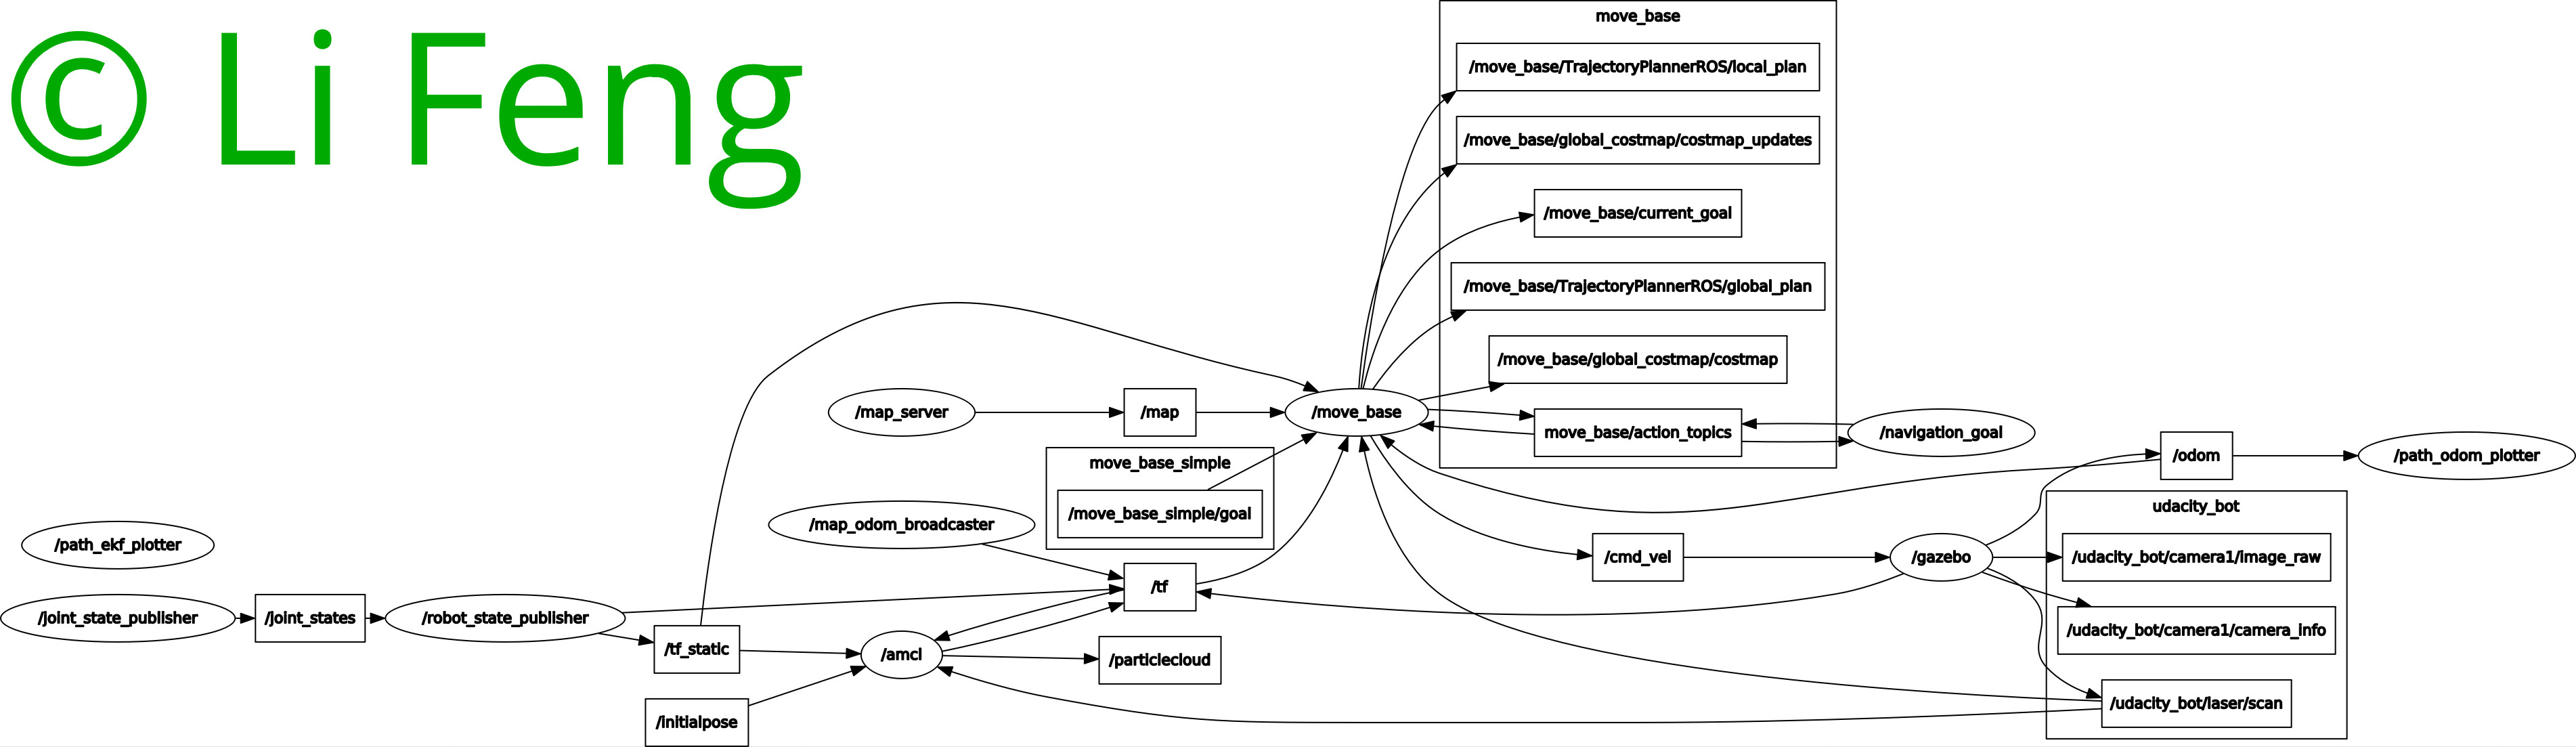 © Li Feng
move_base
/move_base/TrajectoryPlannerROS/local_plan
/move_base/global_costmap/costmap_updates
/move_base/current_goal
/move_base/TrajectoryPlannerROS/global_plan
/move_base/global_costmap/costmap
/map_server
/map
/move_base
move_base/action_topics
/navigation_goal
/odom
/path_odom_plotter
move_base_simple
/move_base_simple/goal
/map_odom_broadcaster
udacity_bot
/path_ekf_plotter
/cmd_vel
/gazebo
/udacity_bot/camera1/image_raw
/tf
/joint_state_publisher
/joint_states
/robot_state_publisher
/udacity_bot/camera1/camera_info
/tf_static
/amcl
/particlecloud
/udacity_bot/laser/scan
/initialpose